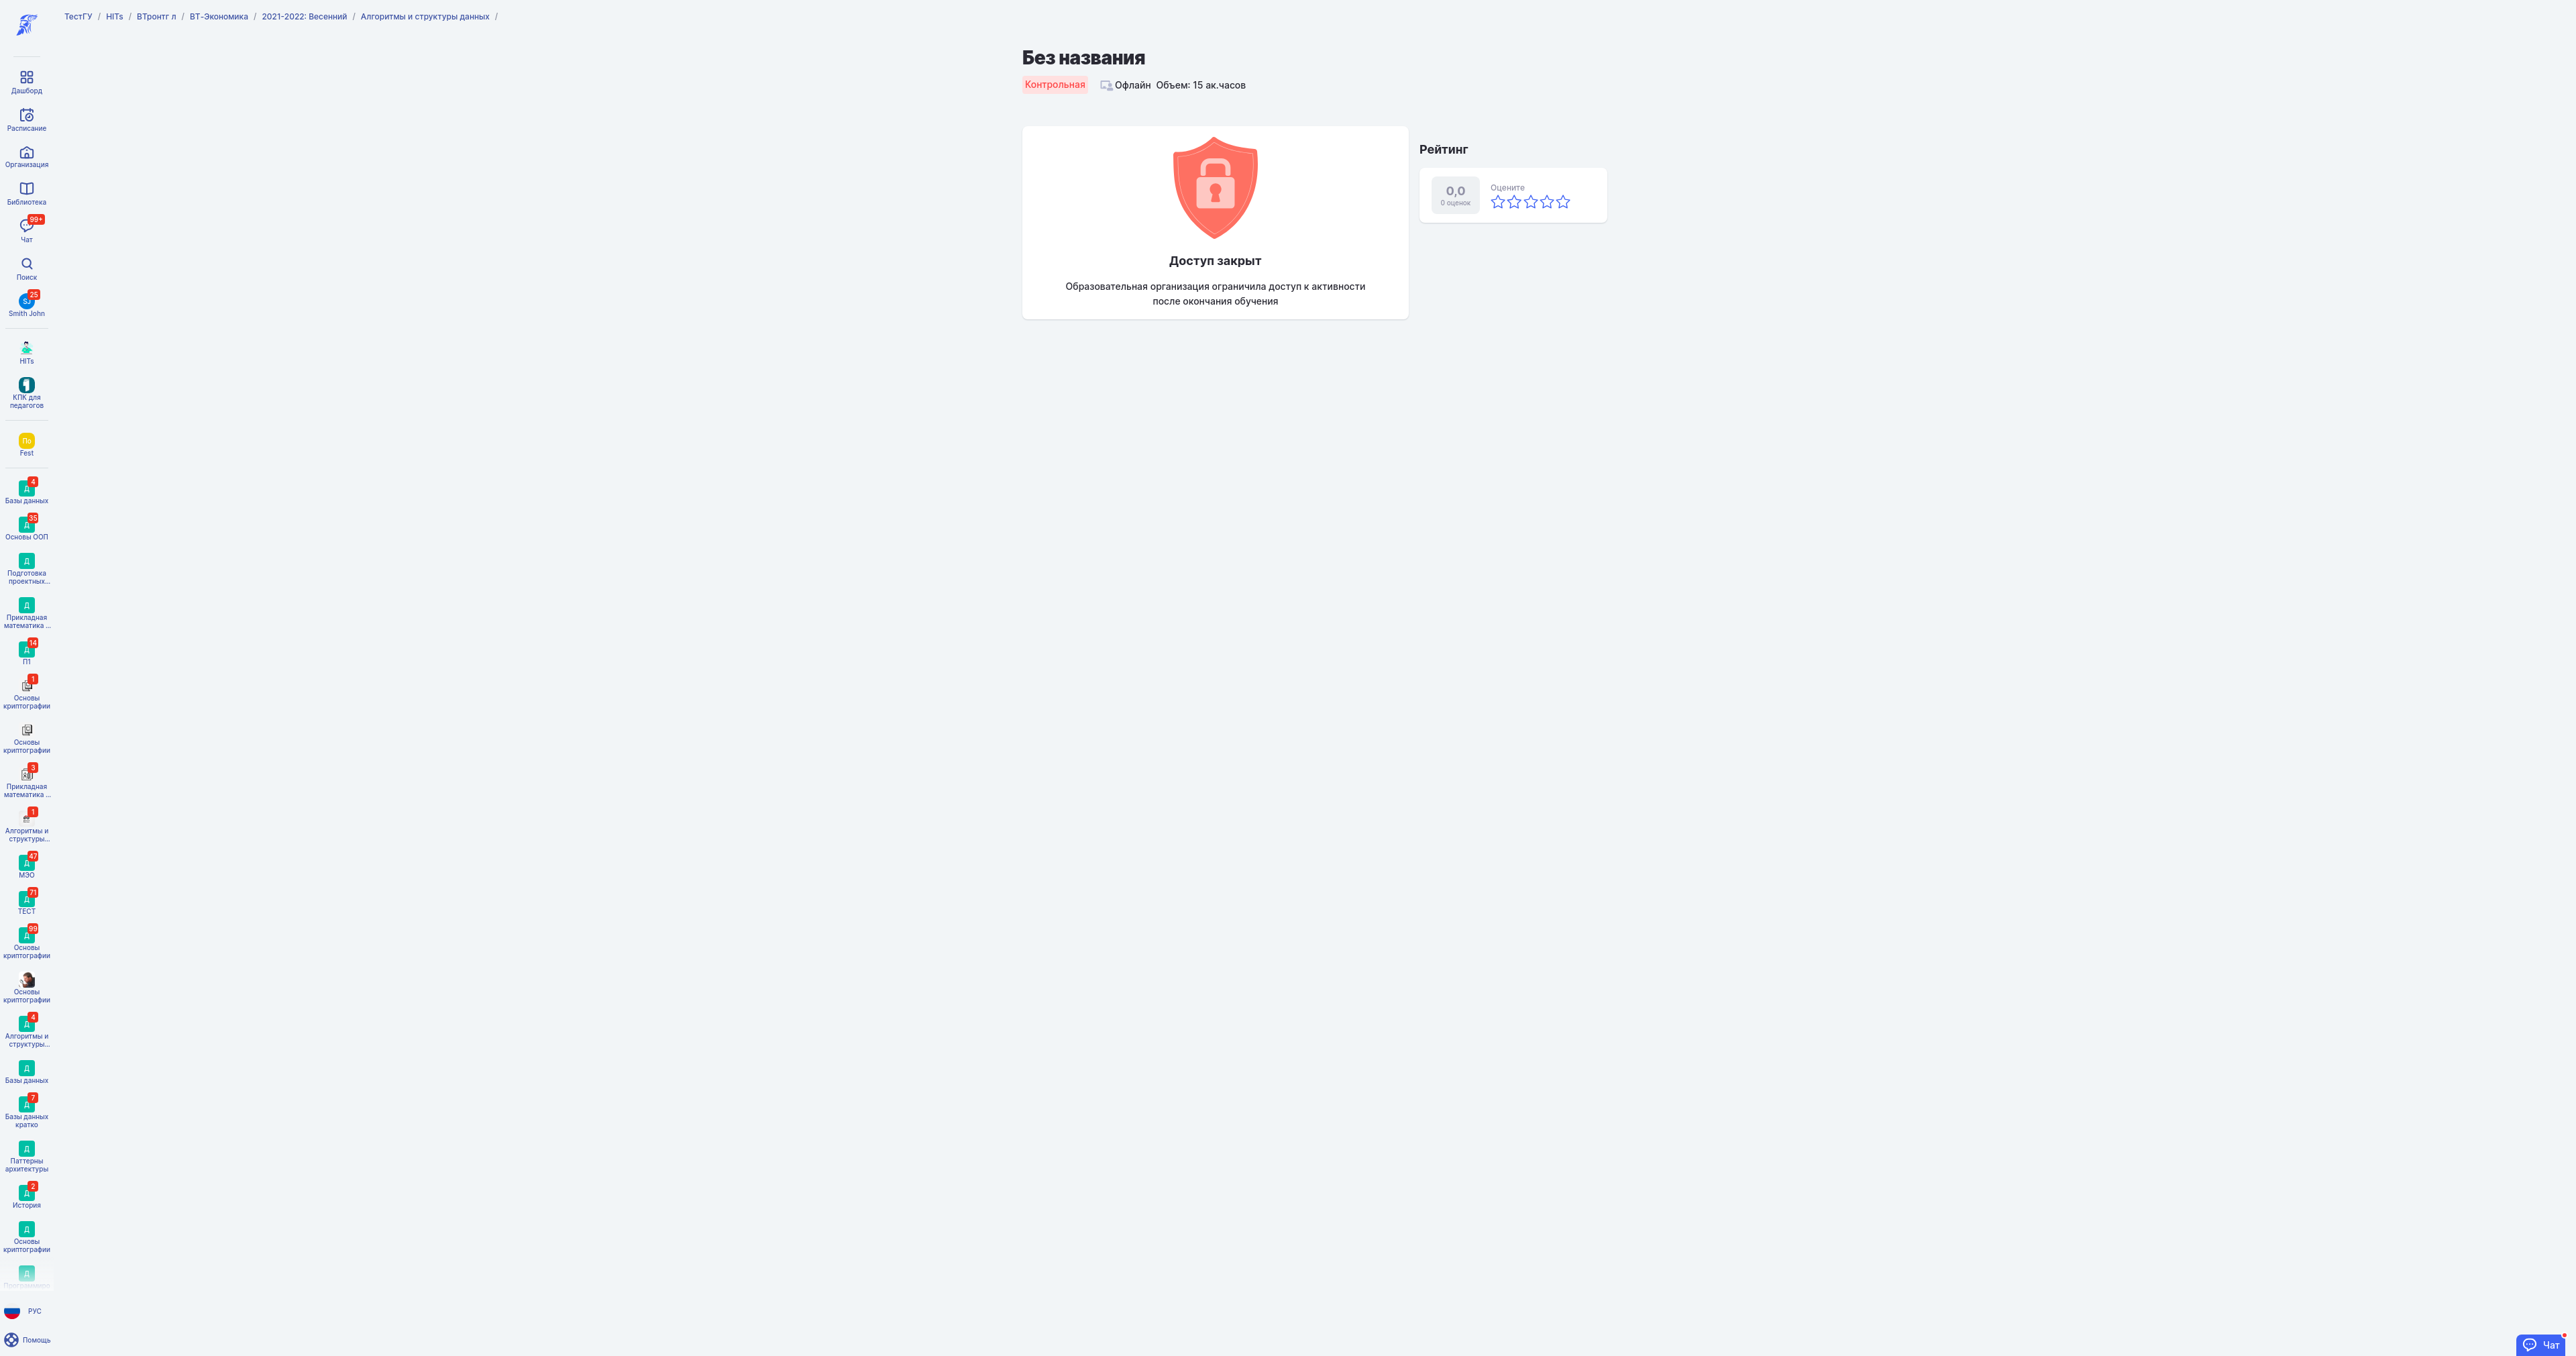 ТестГУ / HITs / ВТронтг л / ВТ-Экономика / 2021-2022: Весенний / Алгоритмы и структуры данных /
Без названия
Контрольная Офлайн Объем: 15 ак.часов
Доступ закрыт
Образовательная организация ограничила доступ к активности
после окончания обучения
Рейтинг
0,0
0 оценок
Оцените
Дашборд
Расписание
Организация
Библиотека
99+
Чат
Поиск
25
SJ
Smith John
HITs
КПК для
педагогов
По
Fest
4
Д
Базы данных
35
Д
Основы ООП
Д
Подготовка
проектных...
Д
Прикладная
математика ...
14
Д
П1
1
Основы
криптографии
Основы
криптографии
3
Прикладная
математика ...
1
Алгоритмы и
структуры...
47
Д
МЭО
71
Д
ТЕСТ
99
Д
Основы
криптографии
Основы
криптографии
4
Д
Алгоритмы и
структуры...
Д
Базы данных
7
Д
Базы данных
кратко
Д
Паттерны
архитектуры
2
Д
История
Д
Основы
криптографии
Д
РУС
Помощь
Чат